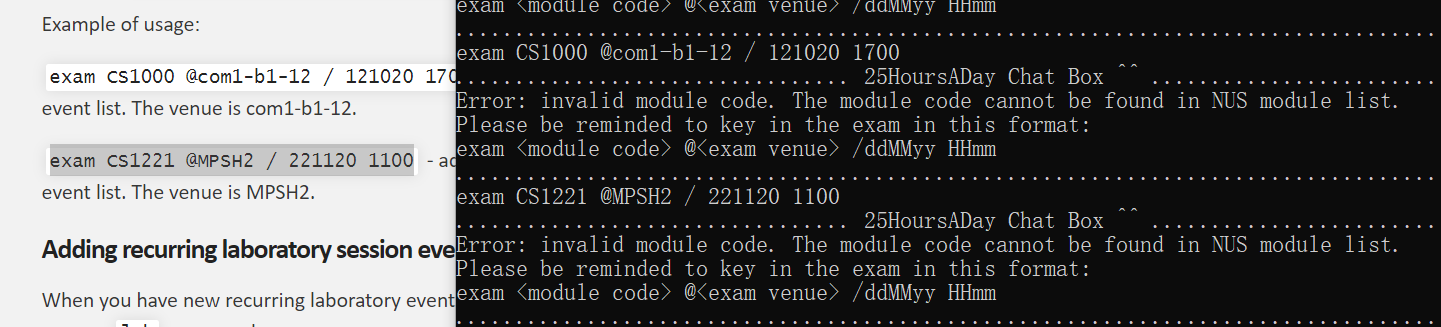 Example of usage:
exam CS1000 @com1-b1-12 / 121020 170
event list. The venue is com1-b1-12.
exam CS1221 @MPSH2 / 221120 1100 - ad
event list. The venue is MPSH2.
Adding recurring laboratory session eve
When you have new recurring laboratory event
exam <module code> @<exam venue> /ddMMyy HHmm
exam CS1000 @com1-b1-12 / 121020 1700
25HoursADay Chat Box ^^
Error: invalid module code. The module code cannot be found in NUS module list.
Please be reminded to key in the exam in this format:
exam <module code> @<exam venue> /ddMMyy HHmm
exam CS1221 @MPSH2 / 221120 1100
25HoursADay Chat Box ^^
Error: invalid module code. The module code cannot be found in NUS module list.
Please be reminded to key in the exam in this format:
exam <module code> @<exam venue> /ddMMyy HHmm